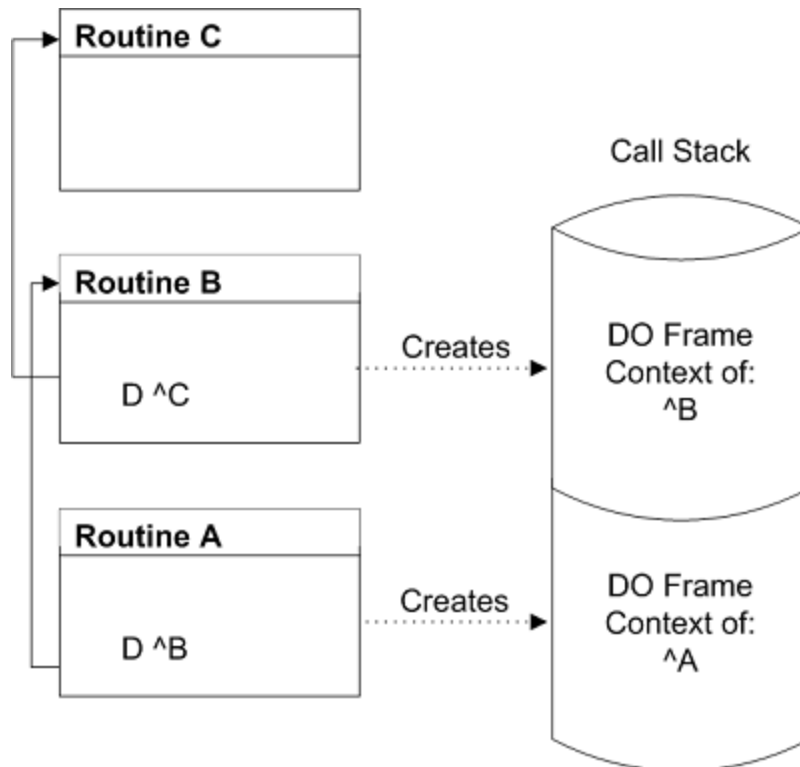 Routine C
Call Stack
Routine B
Creates
DO Frame
Context of:
^B
D ^C
Routine A
Creates
DO Frame
Context of:
^A
D ^B